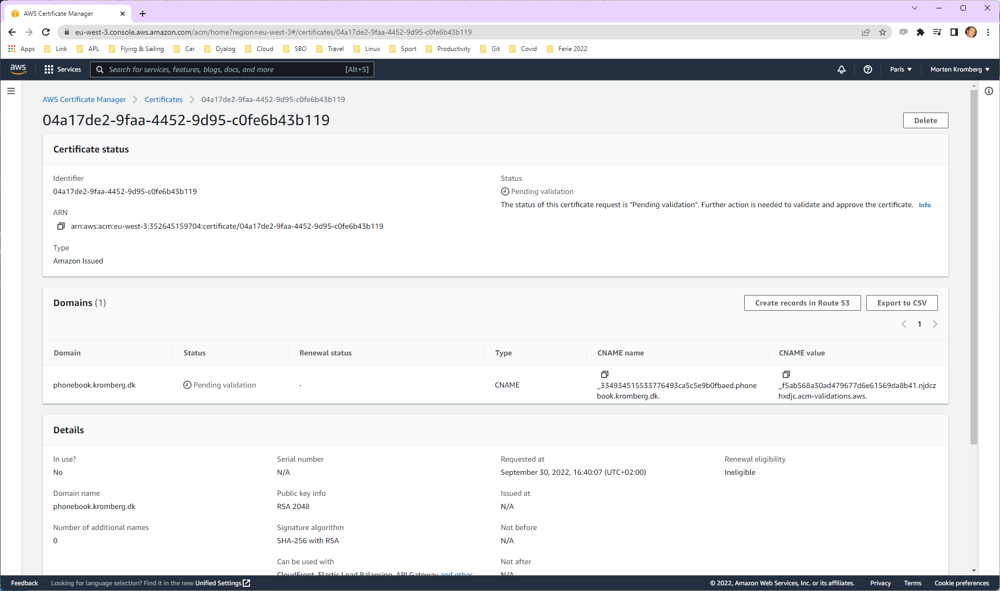 AWS Certificate Manager
eu-west-3.console.aws.amazon.com/acm/home?region=eu-west-3#/certificates/04a17de2-9faa-4452-9d95-c0fe6b43b119
Apps Link APL Flying & Sailing Car Dyalog Cloud SBO Travel Linux Sport Productivity Git Covid Ferie 2022
aws Services Search for services, features, blogs, docs, and more [Alt+S] Paris Morten Kromberg
AWS Certificate Manager Certificates 04a17de2-9faa-4452-9d95-c0fe6b43b119
04a17de2-9faa-4452-9d95-c0fe6b43b119 Delete
Certificate status
Identifier Status
04a17de2-9faa-4452-9d95-c0fe6b43b119 Pending validation
The status of this certificate request is "Pending validation". Further action is needed to validate and approve the certificate. Info
ARN
arn:aws:acm:eu-west-3:352645159704:certificate/04a17de2-9faa-4452-9d95-c0fe6b43b119
Type
Amazon Issued
Domains (1) Create records in Route 53 Export to CSV
1
Domain Status Renewal status Type CNAME name CNAME value
phonebook.kromberg.dk Pending validation - CNAME _334934515533776493ca5c5e9b0fbaed.phone _f5ab568a30ad479677d6e61569da8b41.njdcz
book.kromberg.dk. hxdjc.acm-validations.aws.
Details
In use? Serial number Requested at Renewal eligibility
No N/A September 30, 2022, 16:40:07 (UTC+02:00) Ineligible
Domain name Public key info Issued at
phonebook.kromberg.dk RSA 2048 N/A
Number of additional names Signature algorithm Not before
0 SHA-256 with RSA N/A
Can be used with Not after
CloudFront, Elastic Load Balancing, API Gateway and other N/A
Feedback Looking for language selection? Find it in the new Unified Settings © 2022, Amazon Web Services, Inc. or its affiliates. Privacy Terms Cookie preferences